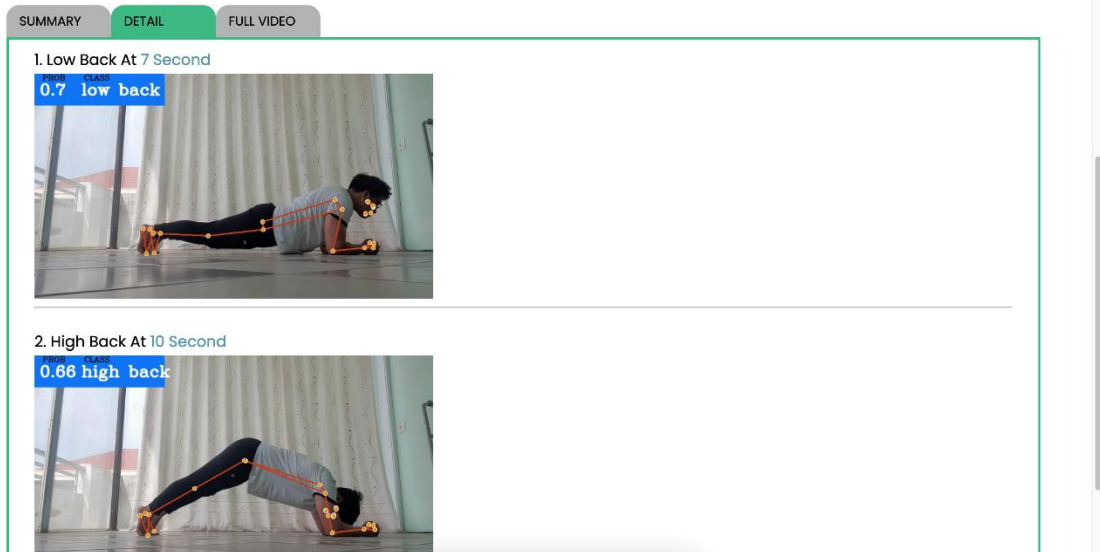 SUMMARY DETAIL FULL VIDEO
1. Low Back At 7 Second
PROB CLASS
0.7 low back
2. High Back At 10 Second
PROB CLASS
0.66 high back